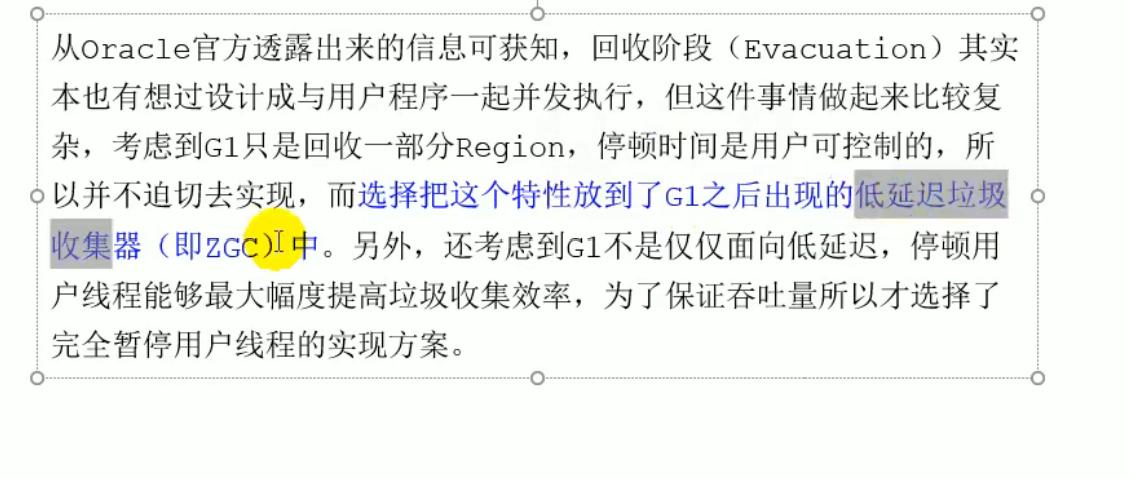 从Oracle官方透露出来的信息可获知，回收阶段（Evacuation）其实
本也有想过设计成与用户程序一起并发执行，但这件事情做起来比较复
杂，考虑到G1只是回收一部分Region，停顿时间是用户可控制的，所
以并不迫切去实现，而选择把这个特性放到了G1之后出现的低延迟垃圾
收集器（即ZGC）中。另外，还考虑到G1不是仅仅面向低延迟，停顿用
户线程能够最大幅度提高垃圾收集效率，为了保证吞吐量所以才选择了
完全暂停用户线程的实现方案。